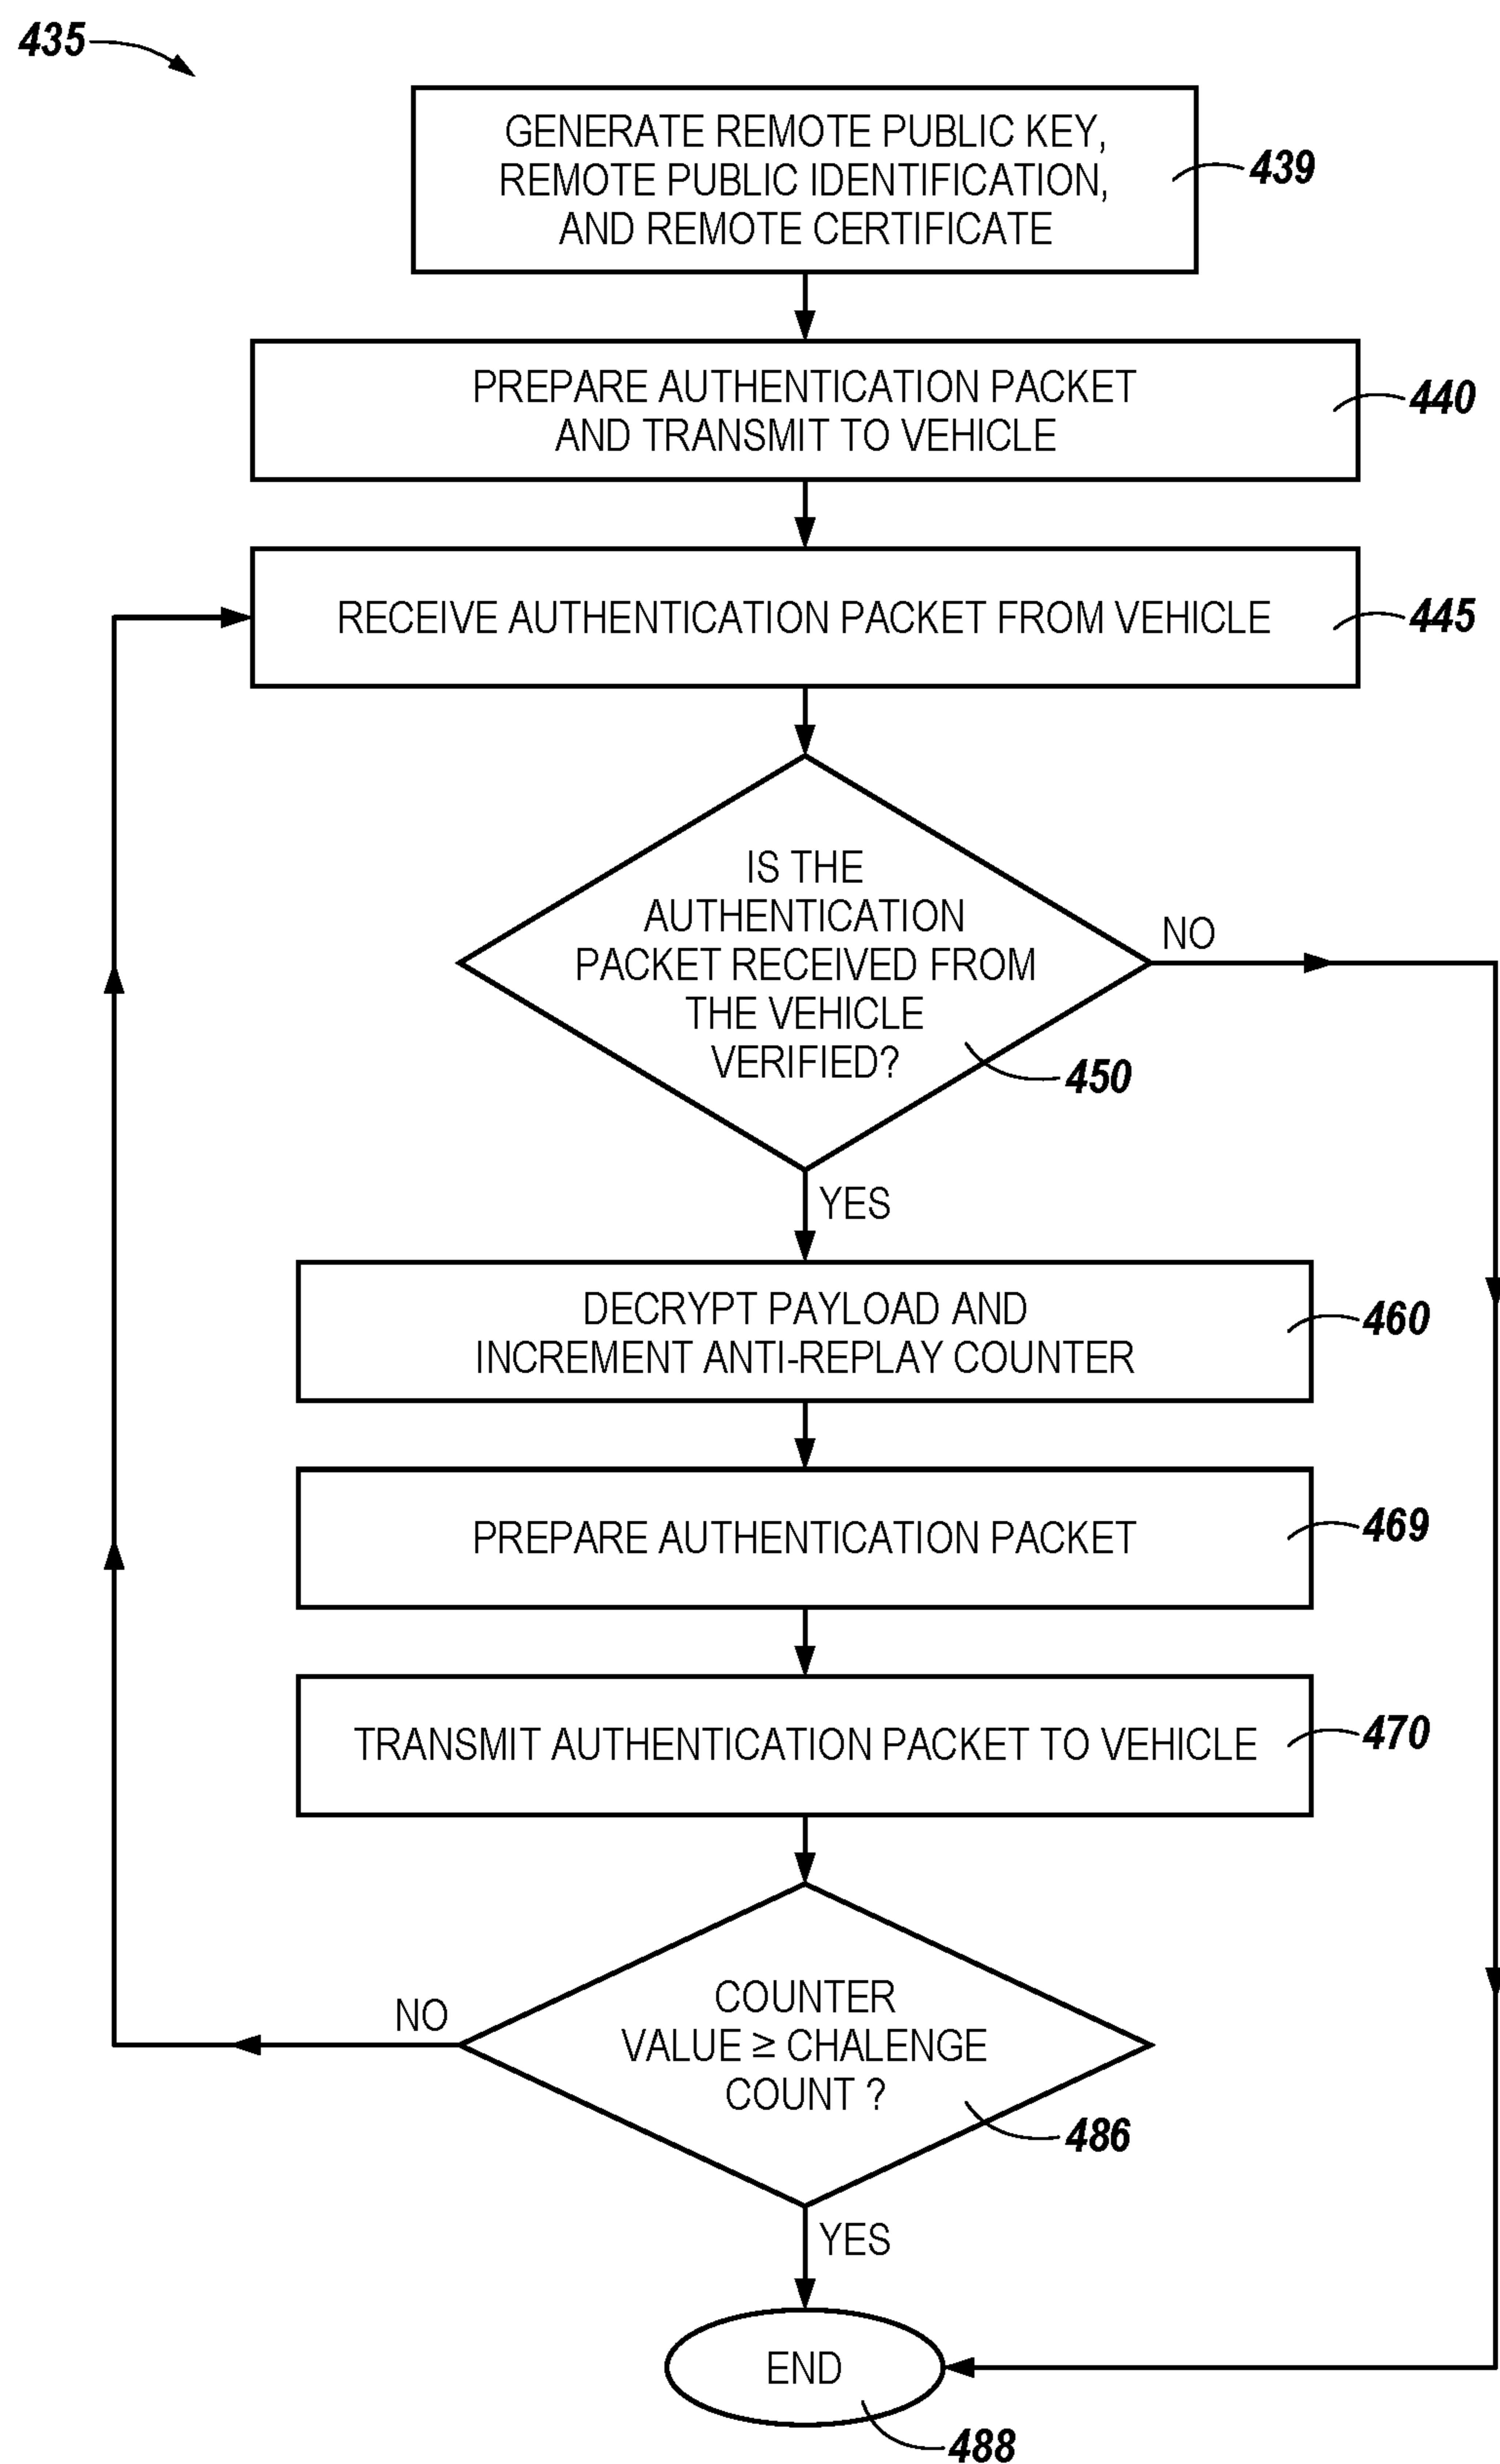 435
GENERATE REMOTE PUBLIC KEY,
REMOTE PUBLIC IDENTIFICATION,
AND REMOTE CERTIFICATE
439
PREPARE AUTHENTICATION PACKET
AND TRANSMIT TO VEHICLE
440
RECEIVE AUTHENTICATION PACKET FROM VEHICLE
445
IS THE
AUTHENTICATION
PACKET RECEIVED FROM
THE VEHICLE
VERIFIED?
NO
450
YES
DECRYPT PAYLOAD AND
INCREMENT ANTI-REPLAY COUNTER
460
PREPARE AUTHENTICATION PACKET
469
TRANSMIT AUTHENTICATION PACKET TO VEHICLE
470
COUNTER
VALUE ≥ CHALENGE
COUNT ?
NO
486
YES
END
488